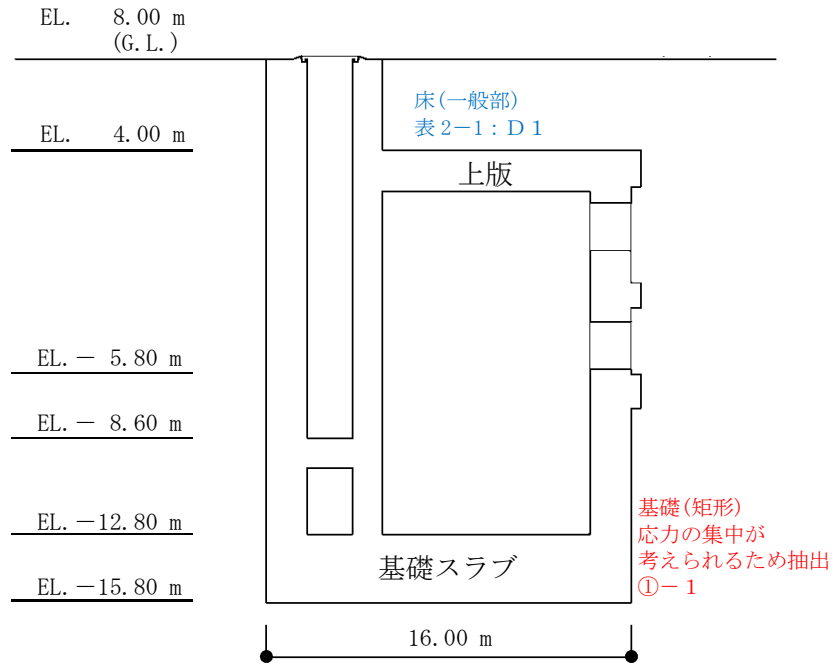 EL. 8.00 m
(G.L.)
床(一般部)
表2-1:D1
EL. 4.00 m
上版
EL.- 5.80 m
EL.- 8.60 m
EL.-12.80 m
基礎(矩形)
応力の集中が
考えられるため抽出
①-1
基礎スラブ
EL.-15.80 m
16.00 m